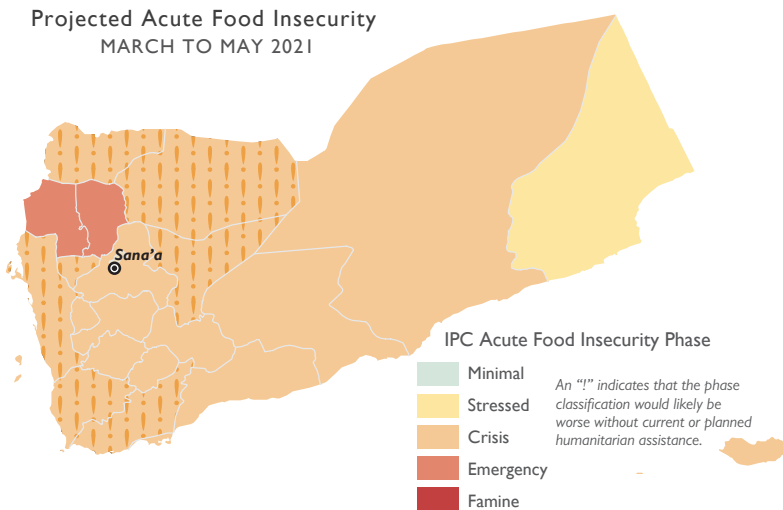 Projected Acute Food Insecurity
MARCH TO MAY 2021
Sana’a
IPC Acute Food Insecurity Phase
Minimal
Stressed
Crisis
Emergency
Famine
An “!” indicates that the phase
classification would likely be
worse without current or planned
humanitarian assistance.